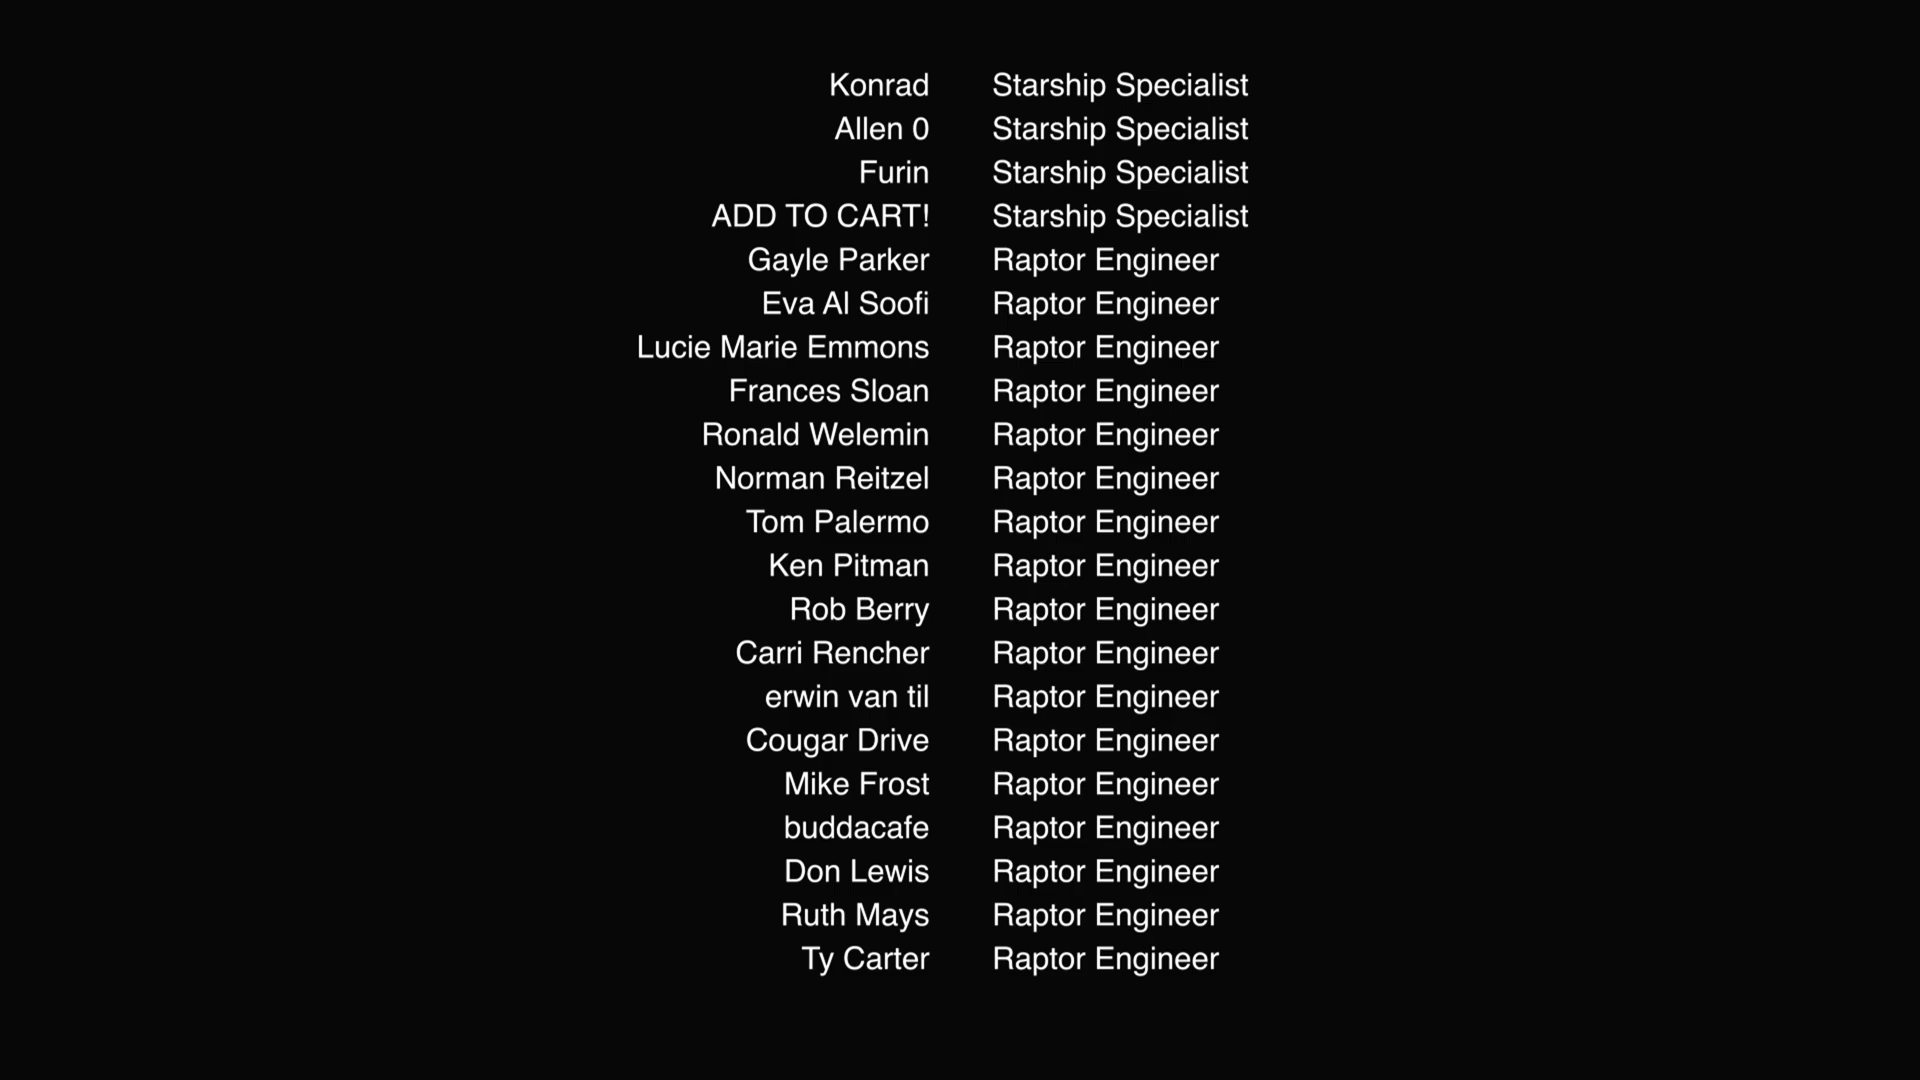 Konrad Starship Specialist
Allen 0 Starship Specialist
Furin Starship Specialist
ADD TO CART! Starship Specialist
Gayle Parker Raptor Engineer
Eva Al Soofi Raptor Engineer
Lucie Marie Emmons Raptor Engineer
Frances Sloan Raptor Engineer
Ronald Welemin Raptor Engineer
Norman Reitzel Raptor Engineer
Tom Palermo Raptor Engineer
Ken Pitman Raptor Engineer
Rob Berry Raptor Engineer
Carri Rencher Raptor Engineer
erwin van til Raptor Engineer
Cougar Drive Raptor Engineer
Mike Frost Raptor Engineer
buddacafe Raptor Engineer
Don Lewis Raptor Engineer
Ruth Mays Raptor Engineer
Ty Carter Raptor Engineer